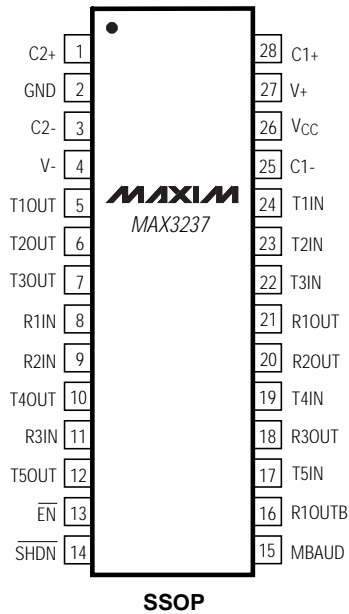 C2+ 1 28 C1+
GND 2 27 V+
C2- 3 26 VCC
V- 4 25 C1-
T1OUT 5 24 T1IN
MAXIM
MAX3237
T2OUT 6 23 T2IN
T3OUT 7 22 T3IN
R1IN 8 21 R1OUT
R2IN 9 20 R2OUT
T4OUT 10 19 T4IN
R3IN 11 18 R3OUT
T5OUT 12 17 T5IN
EN 13 16 R1OUTB
SHDN 14 15 MBAUD
SSOP